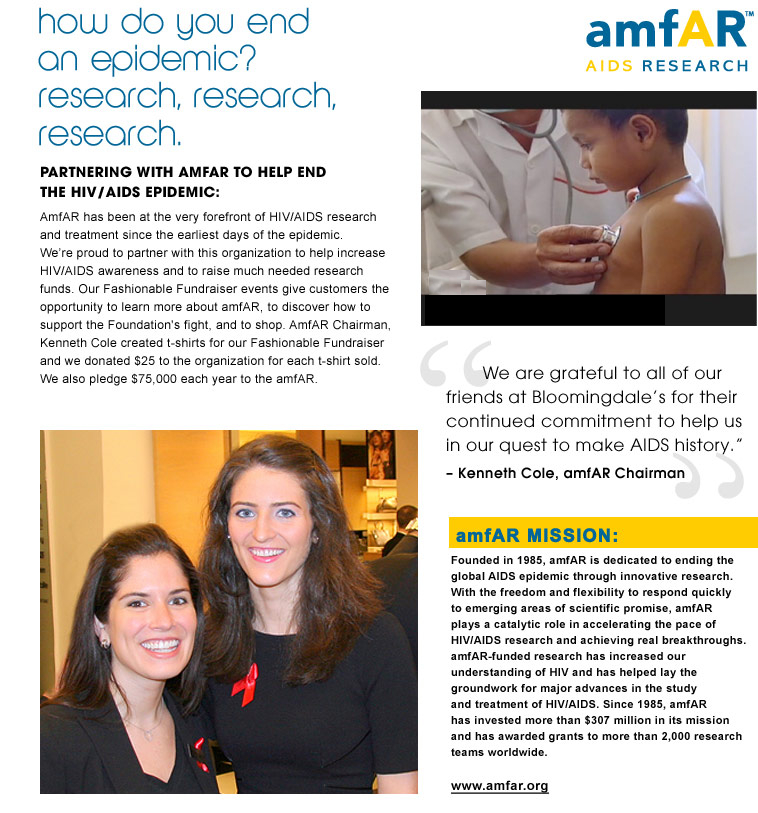 how do you end
an epidemic?
research, research,
research.
amfAR™
AIDS RESEARCH
PARTNERING WITH AMFAR TO HELP END
THE HIV/AIDS EPIDEMIC:
AmfAR has been at the very forefront of HIV/AIDS research
and treatment since the earliest days of the epidemic.
We’re proud to partner with this organization to help increase
HIV/AIDS awareness and to raise much needed research
funds. Our Fashionable Fundraiser events give customers the
opportunity to learn more about amfAR, to discover how to
support the Foundation's fight, and to shop. AmfAR Chairman,
Kenneth Cole created t-shirts for our Fashionable Fundraiser
and we donated $25 to the organization for each t-shirt sold.
We also pledge $75,000 each year to the amfAR.
“We are grateful to all of our
friends at Bloomingdale’s for their
continued commitment to help us
in our quest to make AIDS history.”
– Kenneth Cole, amfAR Chairman
”
amfAR MISSION:
Founded in 1985, amfAR is dedicated to ending the
global AIDS epidemic through innovative research.
With the freedom and flexibility to respond quickly
to emerging areas of scientific promise, amfAR
plays a catalytic role in accelerating the pace of
HIV/AIDS research and achieving real breakthroughs.
amfAR-funded research has increased our
understanding of HIV and has helped lay the
groundwork for major advances in the study
and treatment of HIV/AIDS. Since 1985, amfAR
has invested more than $307 million in its mission
and has awarded grants to more than 2,000 research
teams worldwide.
www.amfar.org